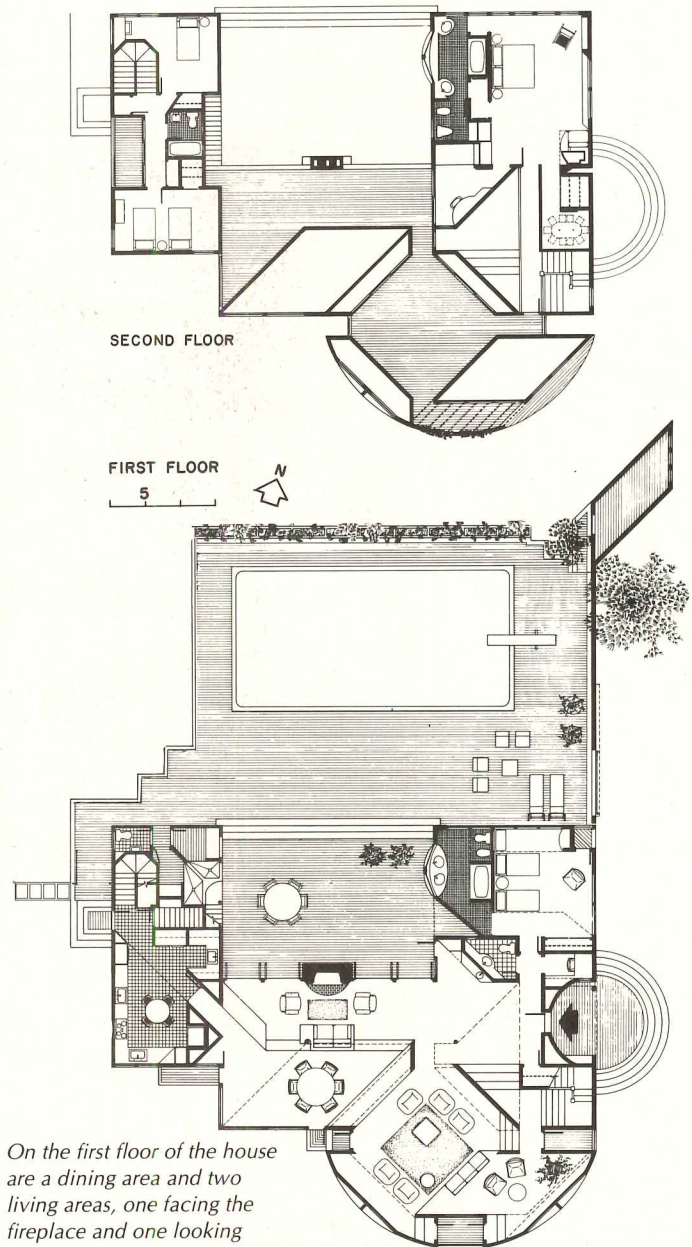 SECOND FLOOR
FIRST FLOOR
5
N
On the first floor of the house
are a dining area and two
living areas, one facing the
fireplace and one looking